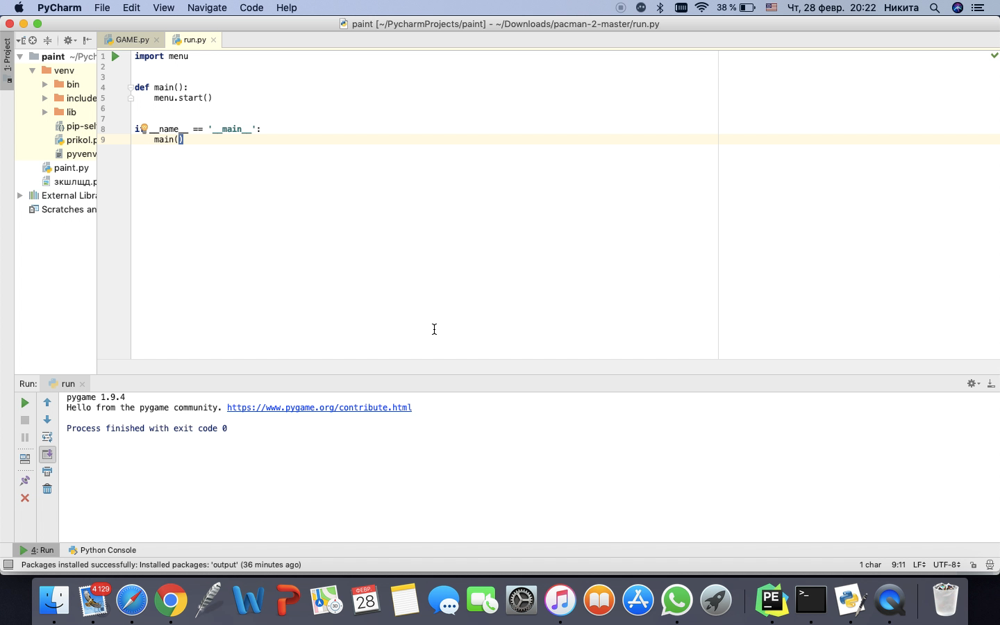 PyCharm File Edit View Navigate Code Help 38 % Чт, 28 февр. 20:22 Никита
paint [~/PycharmProjects/paint] - ~/Downloads/pacman-2-master/run.py
1: Project
GAME.py run.py
paint ~/Pych
venv
bin
include
lib
pip-sel
prikol.p
pyvenv
paint.py
зкшлщд.p
External Libra
Scratches an
1 import menu
2
3
4 def main():
5 menu.start()
6
7
8 if __name__ == '__main__':
9 main()
Run: run
pygame 1.9.4
Hello from the pygame community. https://www.pygame.org/contribute.html
Process finished with exit code 0
4: Run Python Console
Packages installed successfully: Installed packages: 'output' (36 minutes ago) 1 char 9:11 LF UTF-8
4 129
ФЕВР.
28
3D
PE
>_